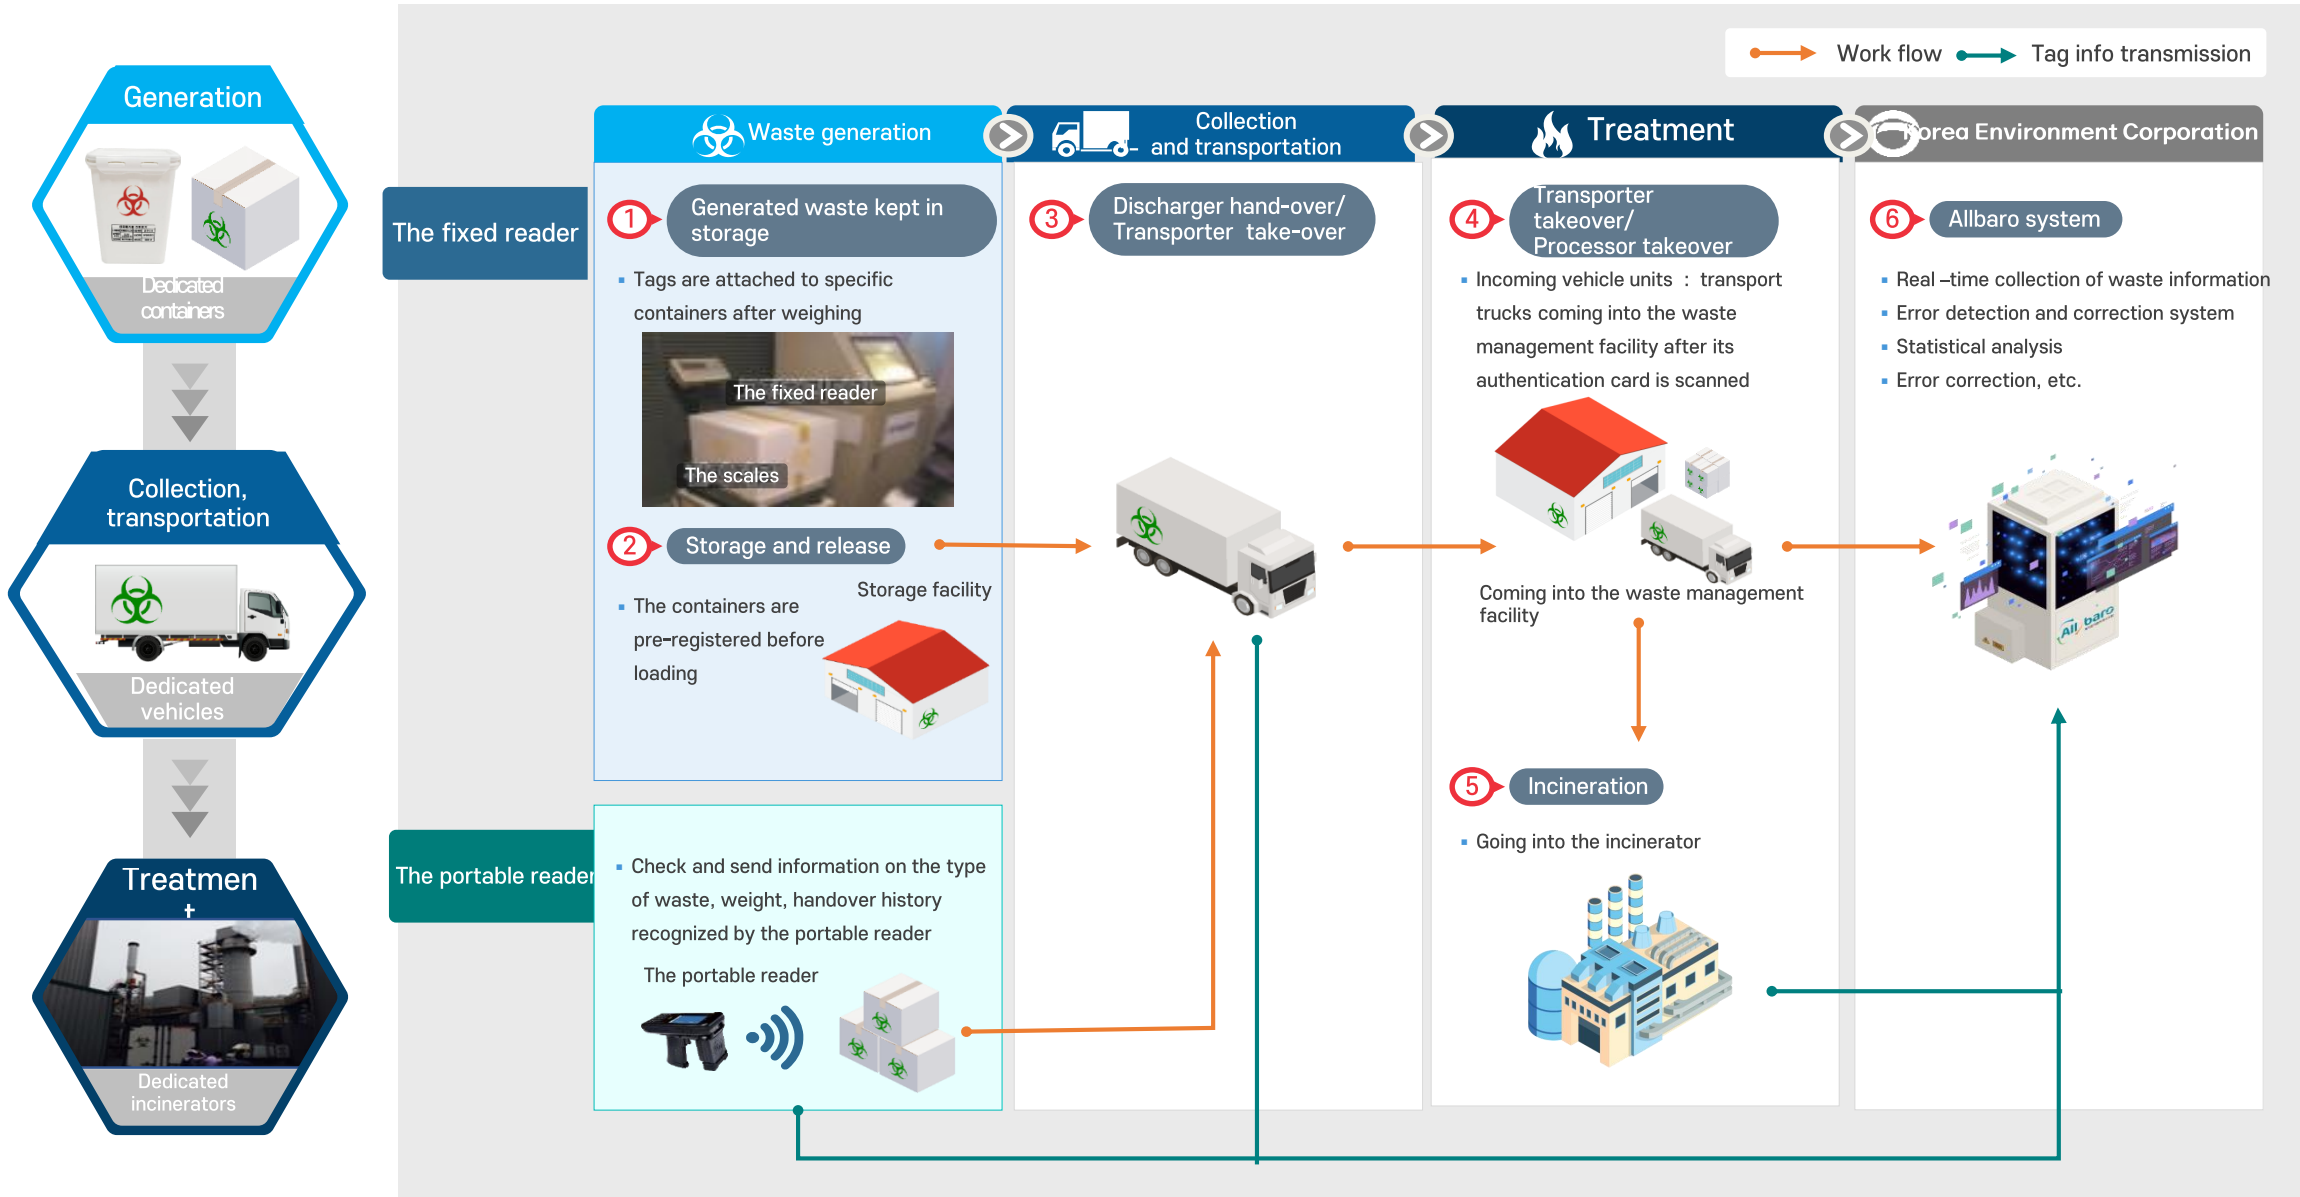 Work flow
Tag info transmission
Generation
Dedicated
containers
Collection,
transportation
Dedicated
vehicles
Treatmen
t
Dedicated
incinerators
The fixed reader
The portable reader
Waste generation
1
Generated waste kept in
storage
Tags are attached to specific
containers after weighing
The fixed reader
The scales
2
Storage and release
Storage facility
The containers are
pre-registered before
loading
Check and send information on the type
of waste, weight, handover history
recognized by the portable reader
The portable reader
Collection
and transportation
3
Discharger hand-over/
Transporter take-over
Treatment
4
Transporter
takeover/
Processor takeover
Incoming vehicle units : transport
trucks coming into the waste
management facility after its
authentication card is scanned
Coming into the waste management
facility
5
Incineration
Going into the incinerator
Korea Environment Corporation
6
Allbaro system
Real –time collection of waste information
Error detection and correction system
Statistical analysis
Error correction, etc.
Allbaro